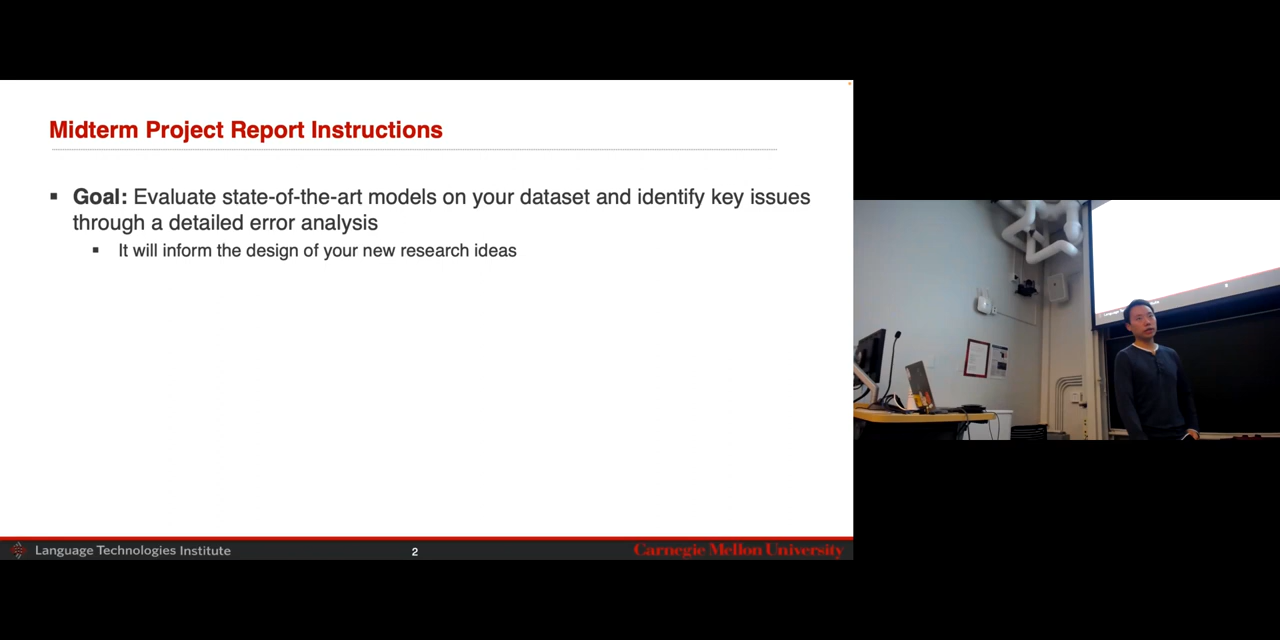 Midterm Project Report Instructions
▪ Goal: Evaluate state-of-the-art models on your dataset and identify key issues
through a detailed error analysis
▪ It will inform the design of your new research ideas
Language Technologies Institute
2
Carnegie Mellon University